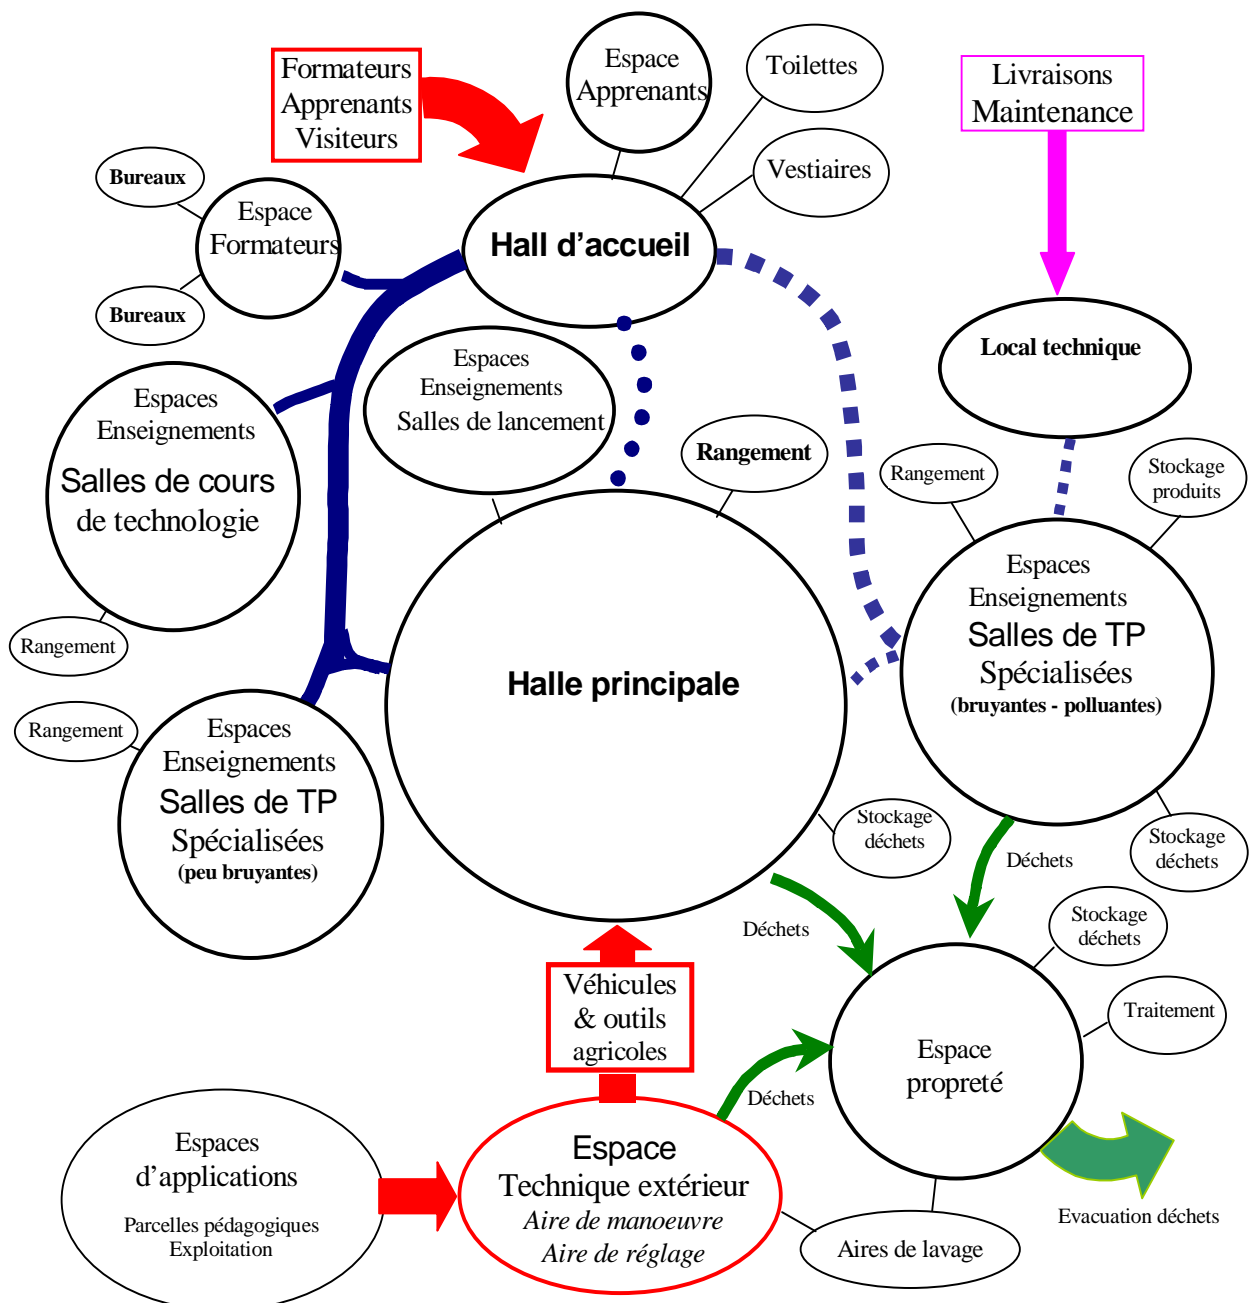 Formateurs
Apprenants
Visiteurs
Espace
Apprenants
Toilettes
Livraisons
Maintenance
Vestiaires
Bureaux
Espace
Formateurs
Bureaux
Hall d’accueil
Local technique
Espaces
Enseignements
Salles de lancement
Espaces
Enseignements
Salles de cours
de technologie
Rangement
Rangement
Rangement
Stockage
produits
Espaces
Enseignements
Salles de TP
Spécialisées
(bruyantes - polluantes)
Halle principale
Rangement
Espaces
Enseignements
Salles de TP
Spécialisées
(peu bruyantes)
Stockage
déchets
Déchets
Stockage
déchets
Déchets
Stockage
déchets
Traitement
Véhicules
& outils
agricoles
Déchets
Espace
propreté
Espaces
d’applications
Parcelles pédagogiques
Exploitation
Espace
Technique extérieur
Aire de manoeuvre
Aire de réglage
Aires de lavage
Evacuation déchets